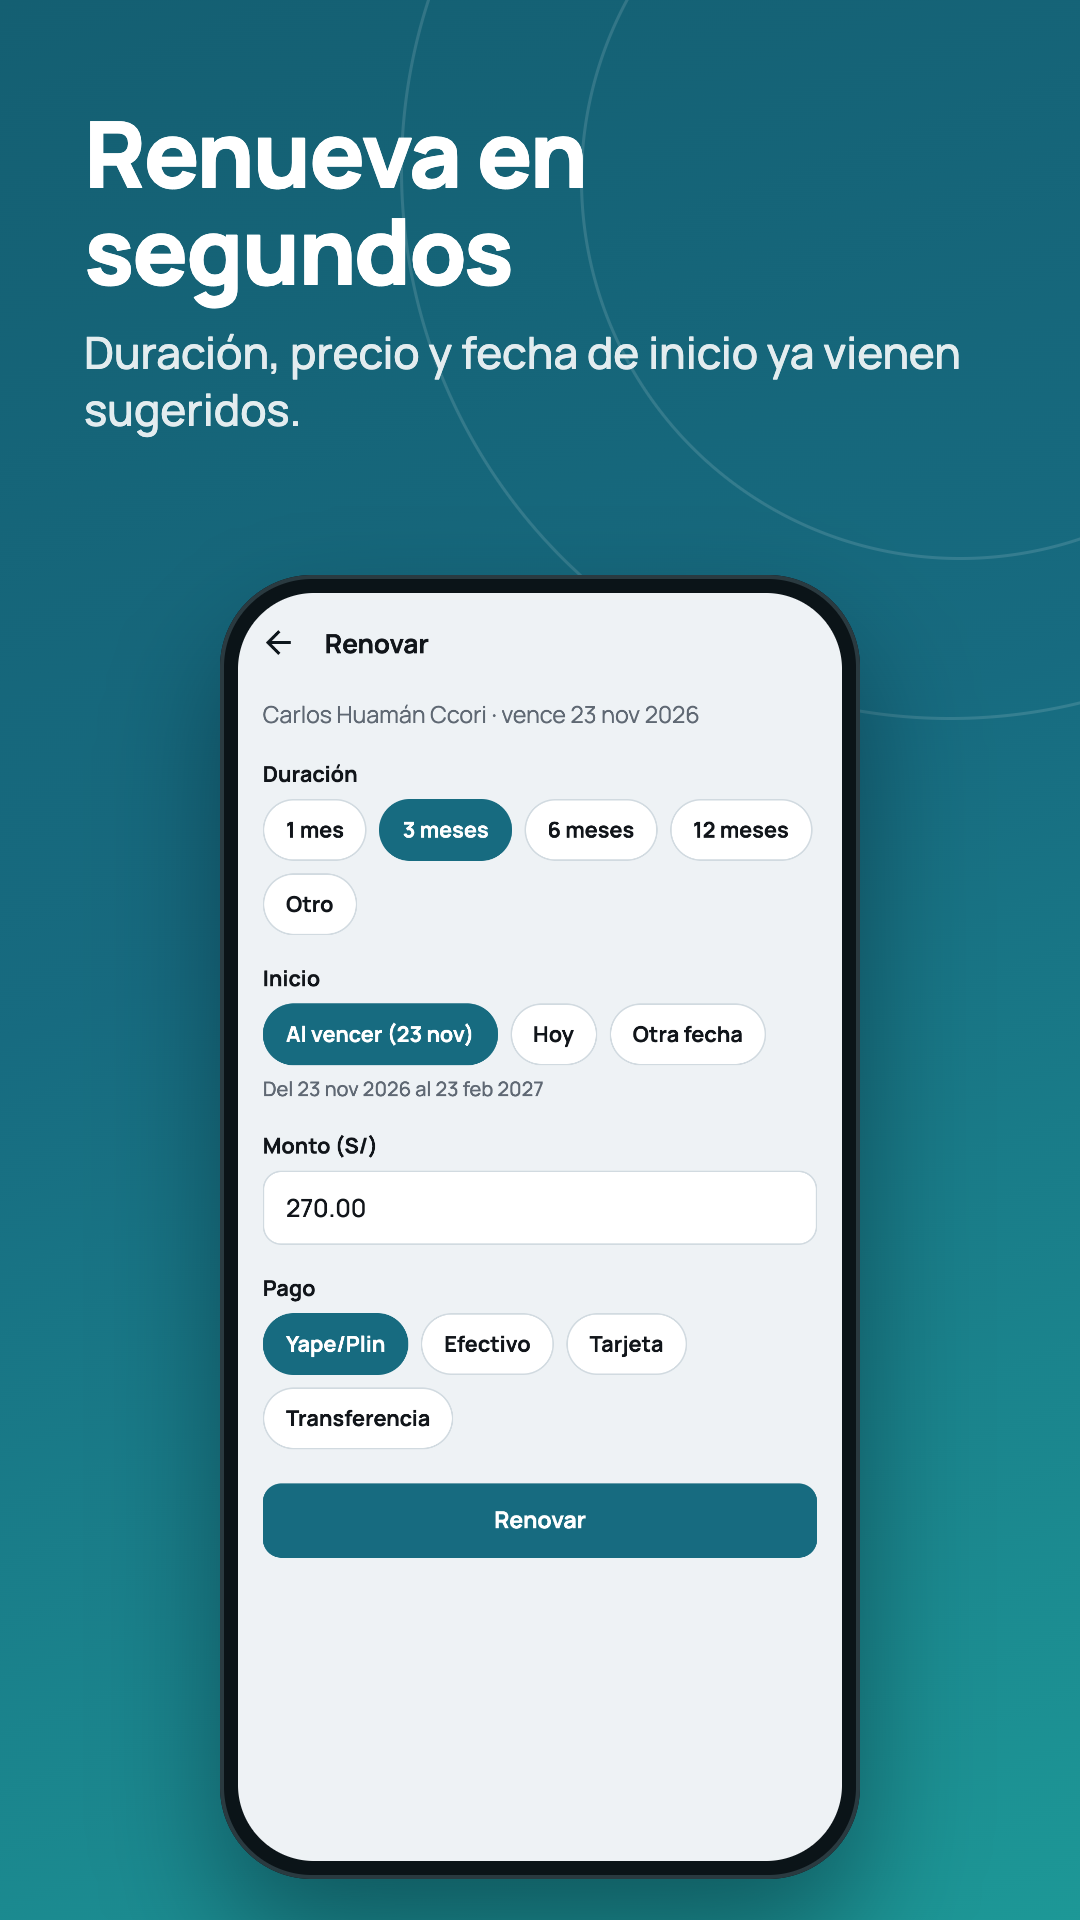 Renueva en
segundos
Duración, precio y fecha de inicio ya vienen
sugeridos.
Renovar
Carlos Huamán Ccori · vence 23 nov 2026
Duración
1 mes
3 meses
6 meses
12 meses
Otro
Inicio
Al vencer (23 nov)
Hoy
Otra fecha
Del 23 nov 2026 al 23 feb 2027
Monto (S/)
270.00
Pago
Yape/Plin
Efectivo
Tarjeta
Transferencia
Renovar